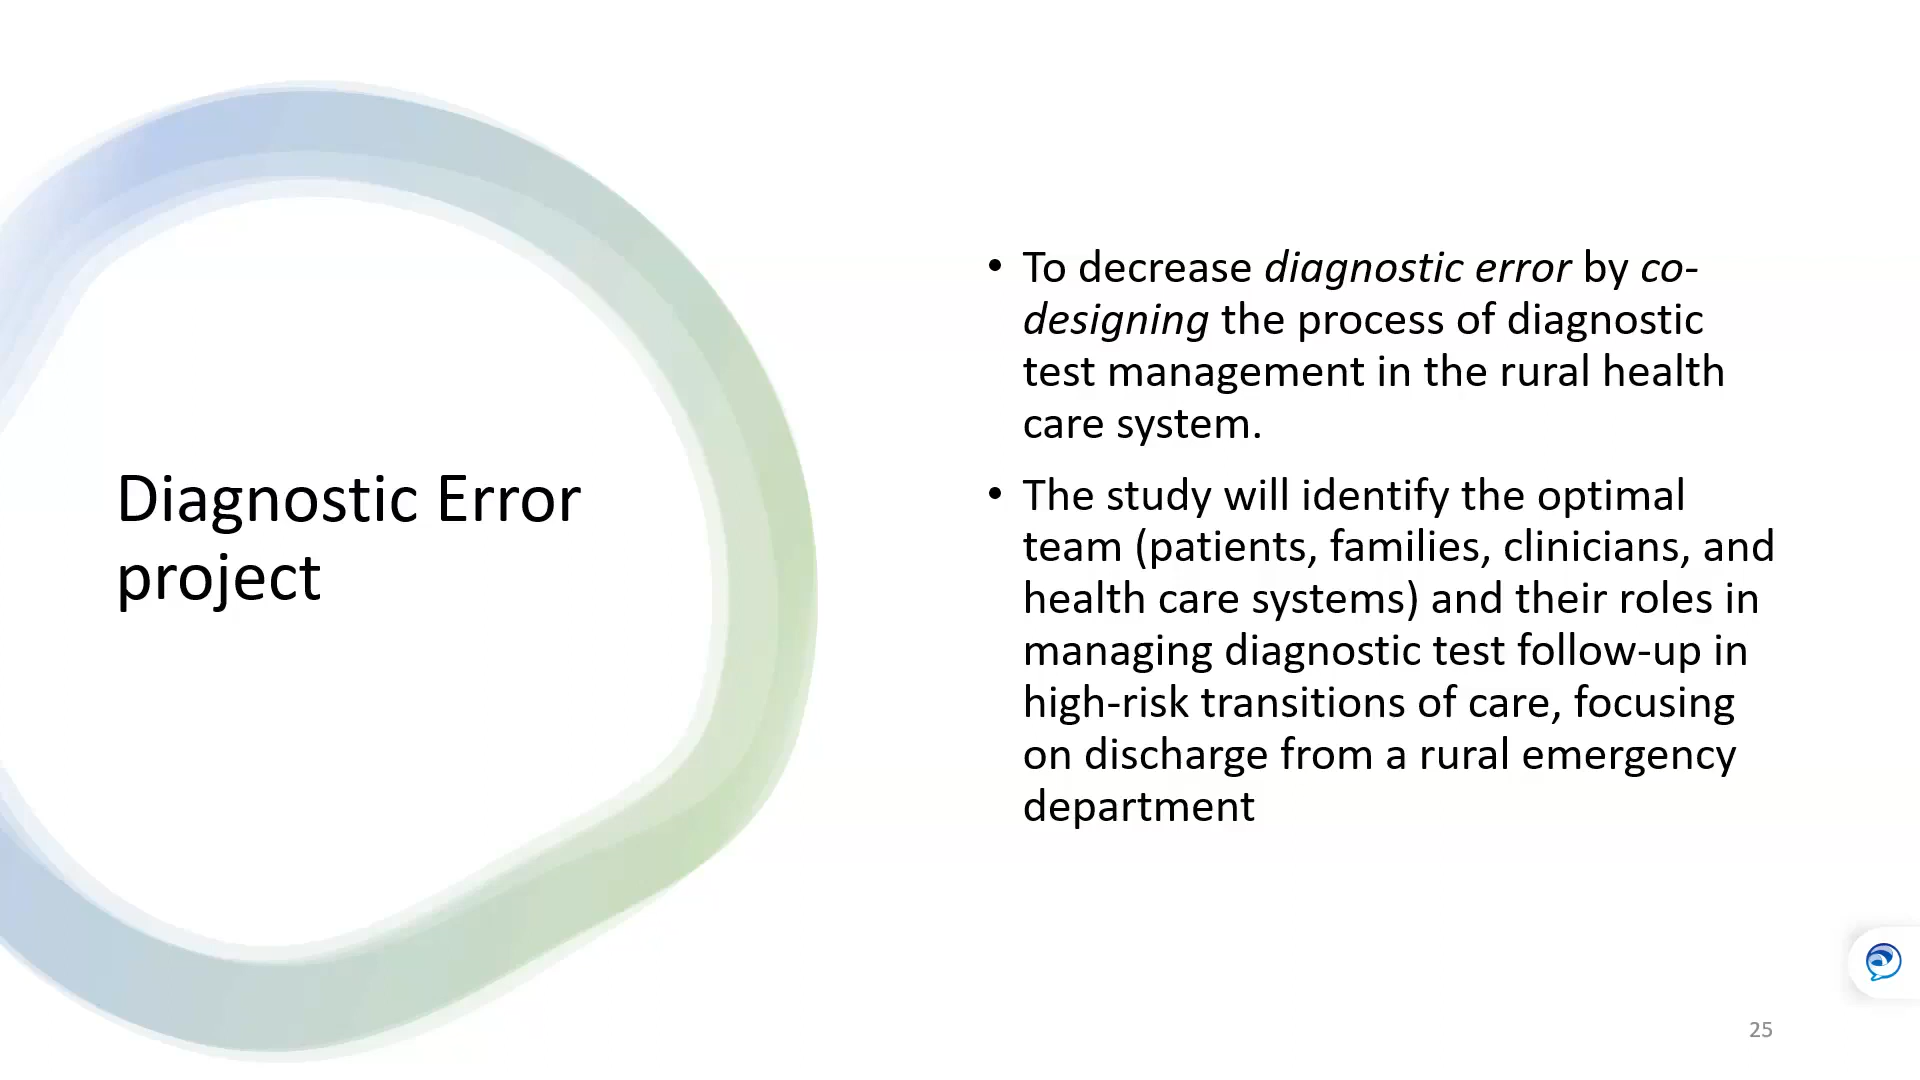 Diagnostic Error
project
• To decrease diagnostic error by co-
designing the process of diagnostic
test management in the rural health
care system.
• The study will identify the optimal
team (patients, families, clinicians, and
health care systems) and their roles in
managing diagnostic test follow-up in
high-risk transitions of care, focusing
on discharge from a rural emergency
department
25